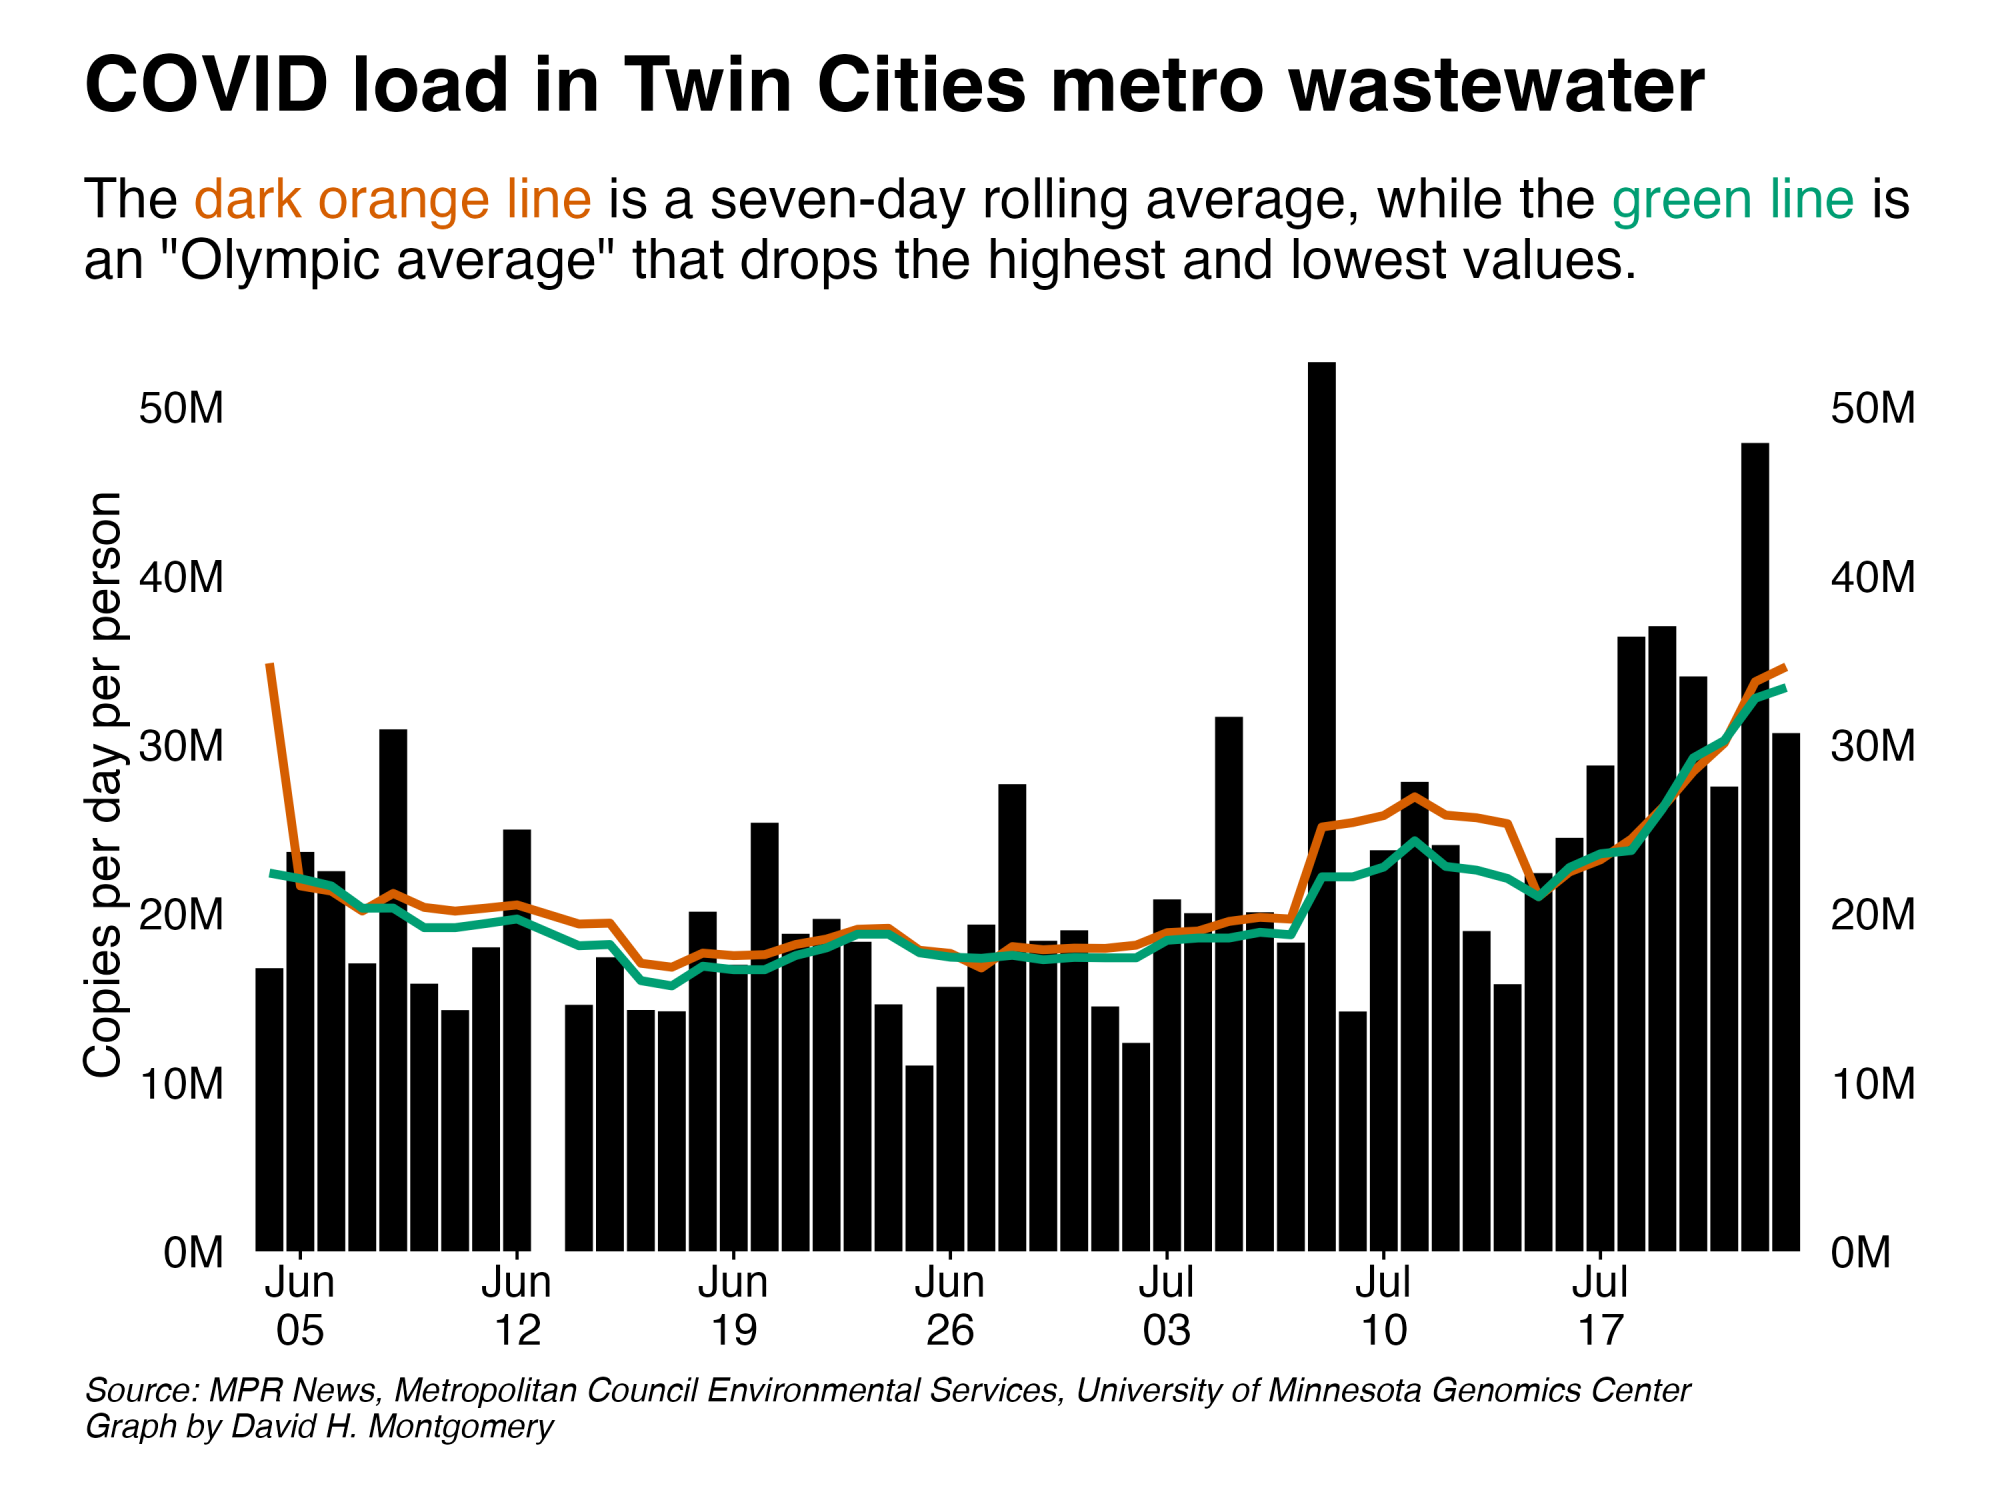 COVID load in Twin Cities metro wastewater
The dark orange line is a seven-day rolling average, while the green line is
an "Olympic average" that drops the highest and lowest values.
Copies per day per person
50M
40M
30M
20M
10M
0M
50M
40M
30M
20M
10M
0M
Jun
05
Jun
12
Jun
19
Jun
26
Jul
03
Jul
10
Jul
17
Source: MPR News, Metropolitan Council Environmental Services, University of Minnesota Genomics Center
Graph by David H. Montgomery